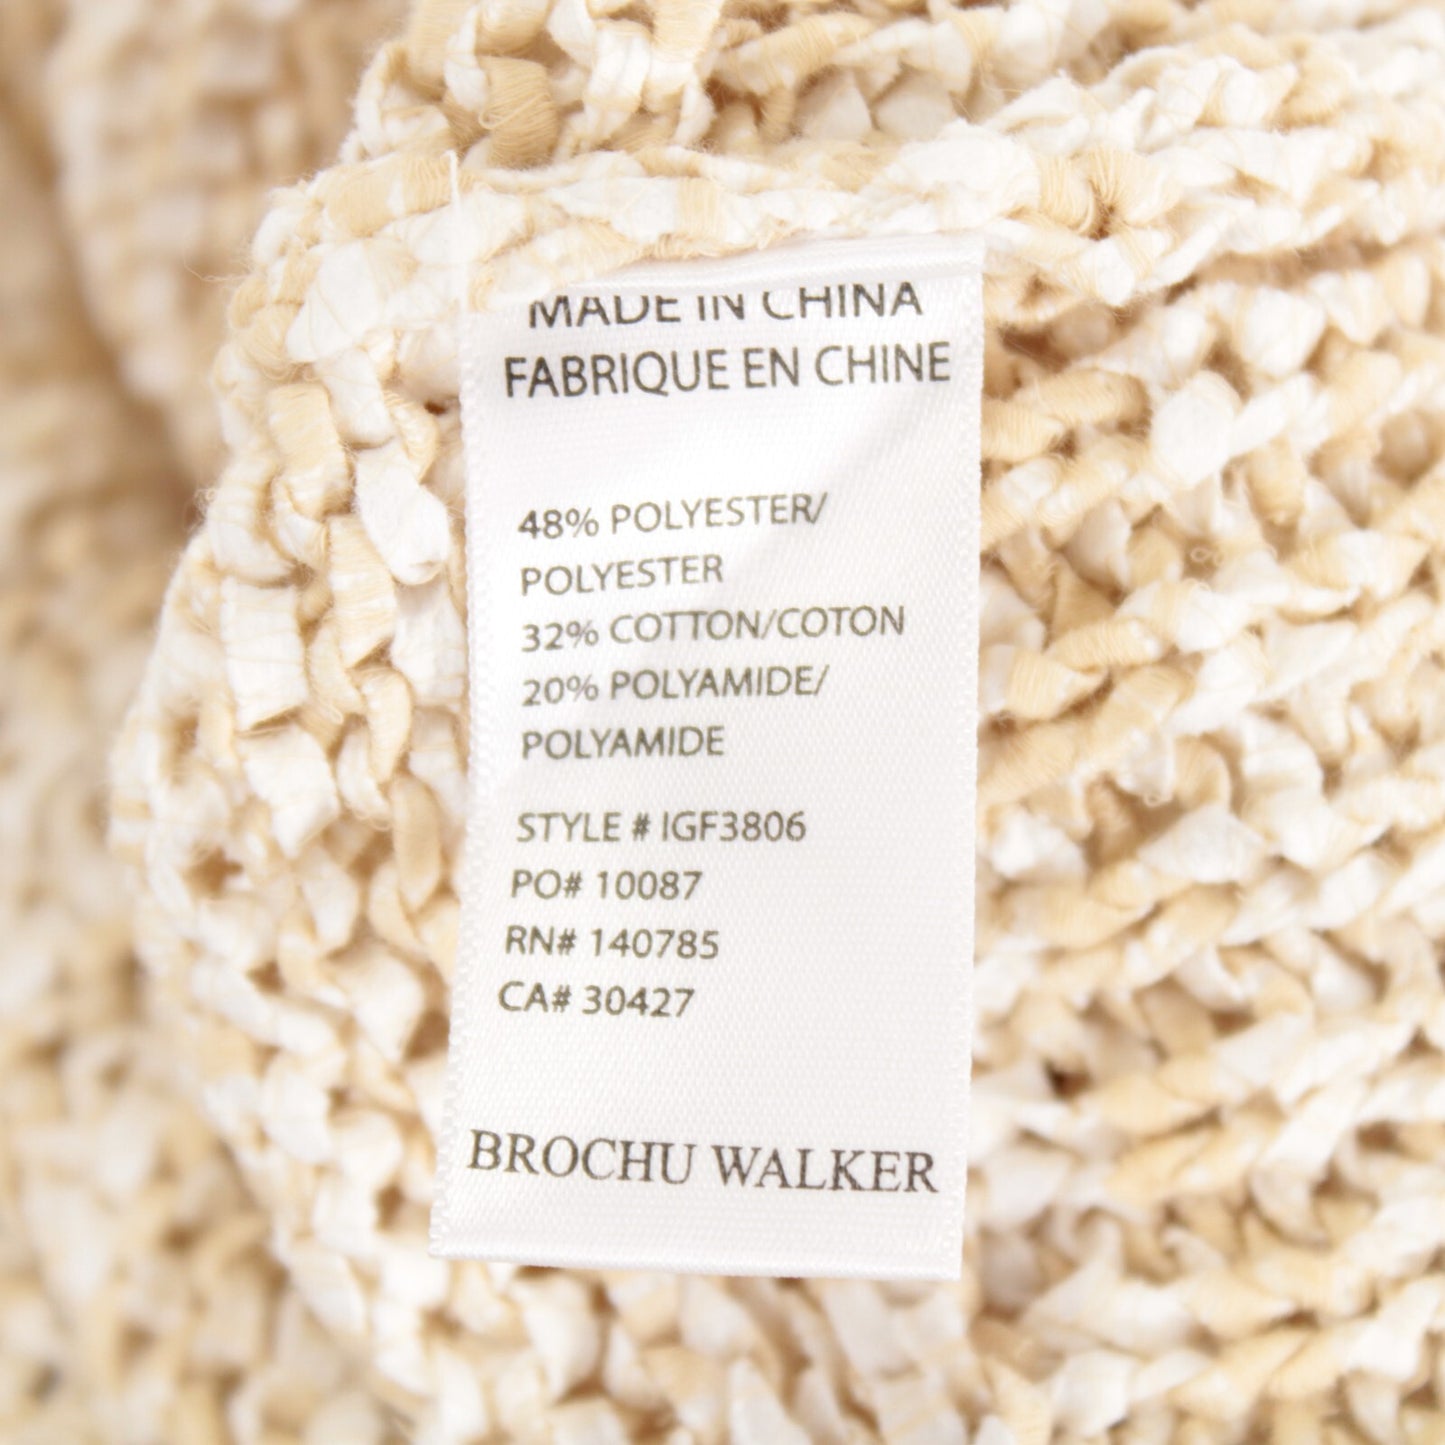 MADE IN CHINA
FABRIQUE EN CHINE
48% POLYESTER/
POLYESTER
32% COTTON/COTON
20% POLYAMIDE/
POLYAMIDE
STYLE # IGF3806
PO# 10087
RN# 140785
CA# 30427
BROCHU WALKER